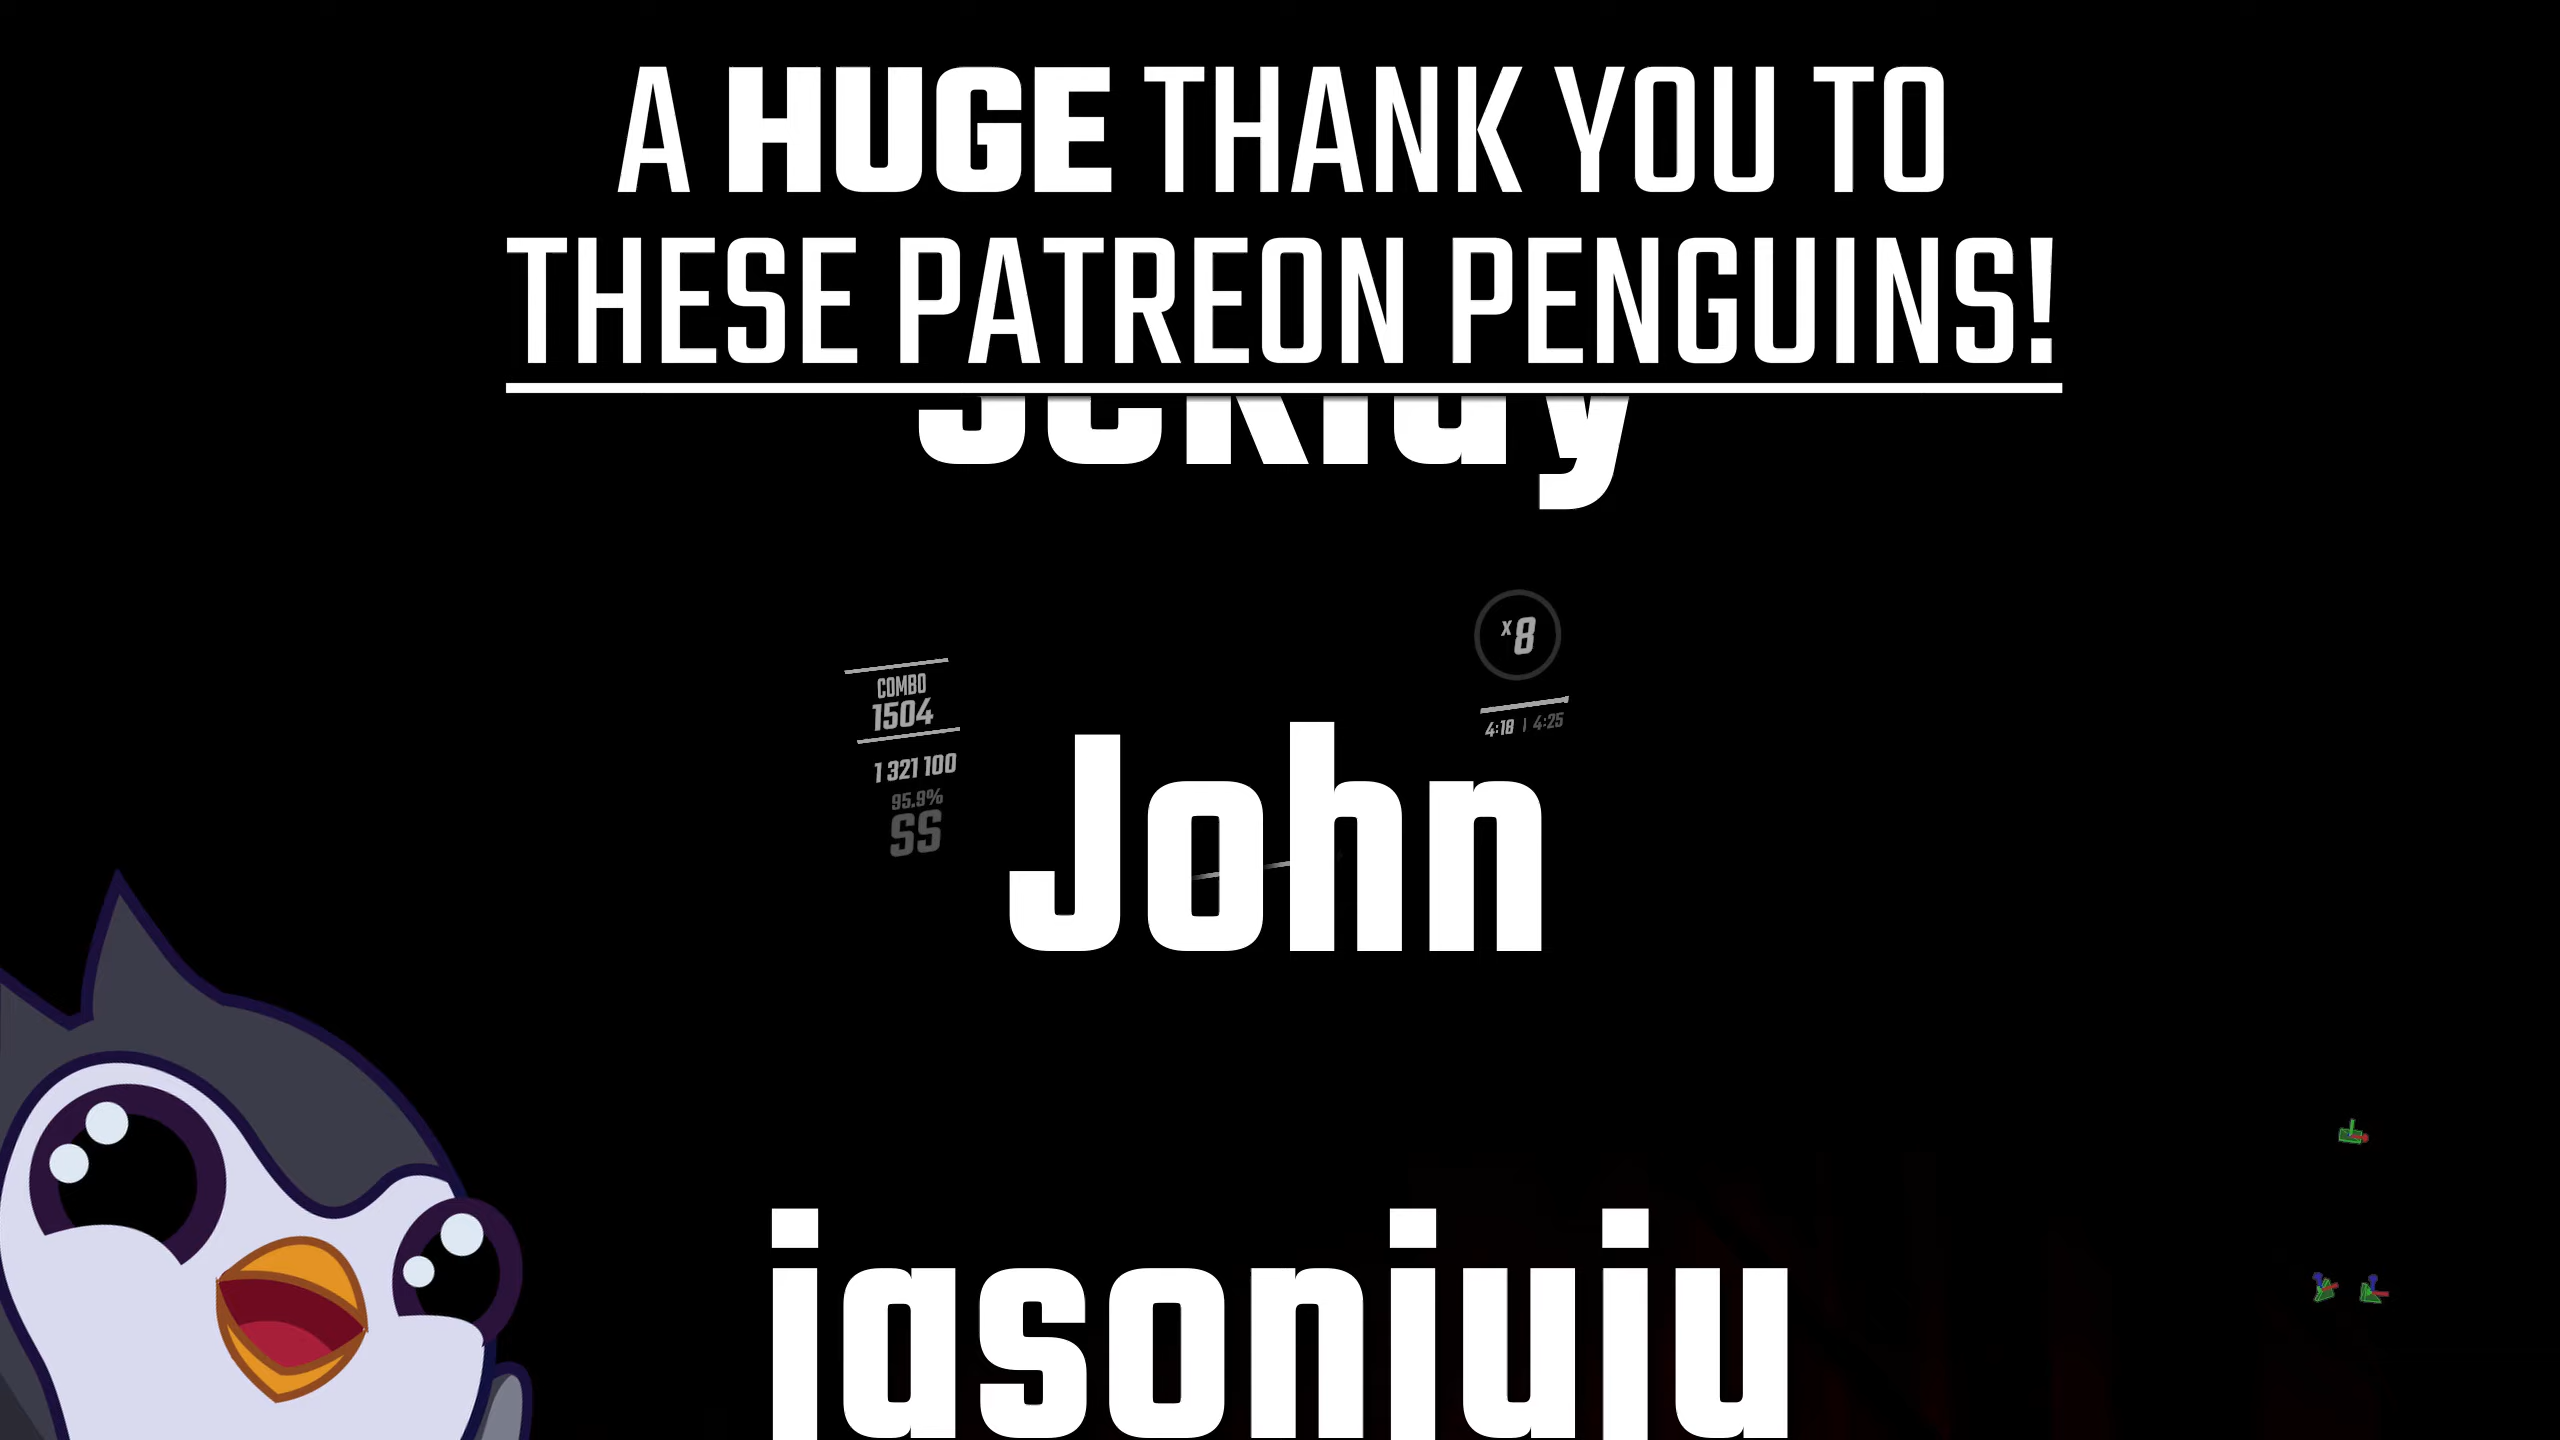 A HUGE THANK YOU TO
THESE PATREON PENGUINS!
x8
COMBO
1504
4:18 | 4:25
1 321 100
95.9%
SS
John
jasonjuju